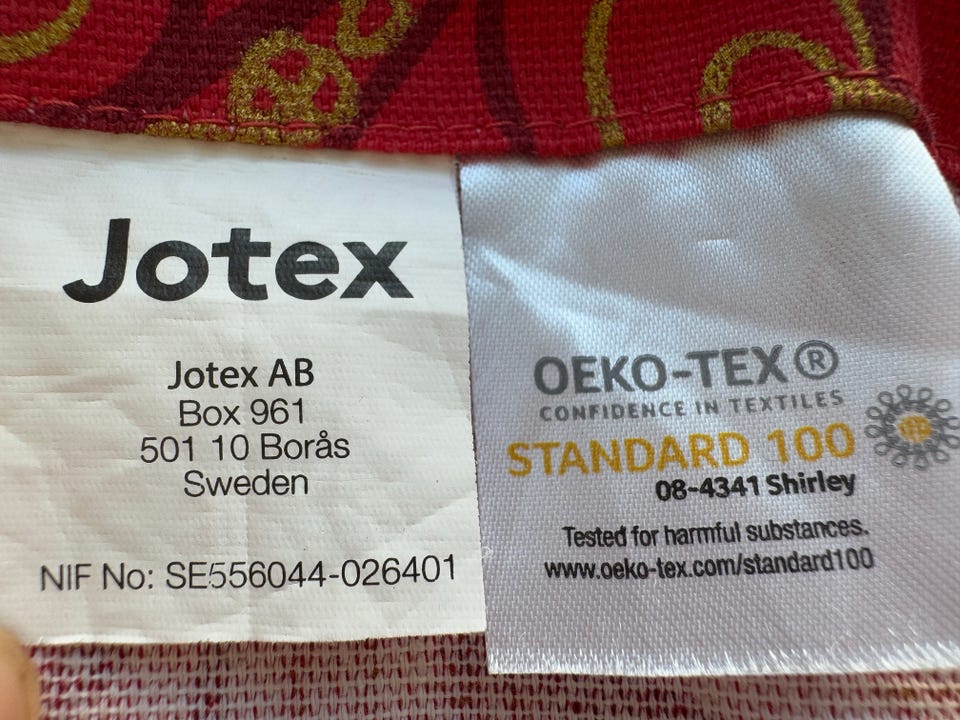 Jotex
Jotex AB
Box 961
501 10 Borås
Sweden
NIF No: SE556044-026401
OEKO-TEX®
CONFIDENCE IN TEXTILES
STANDARD 100
08-4341 Shirley
Tested for harmful substances.
www.oeko-tex.com/standard100